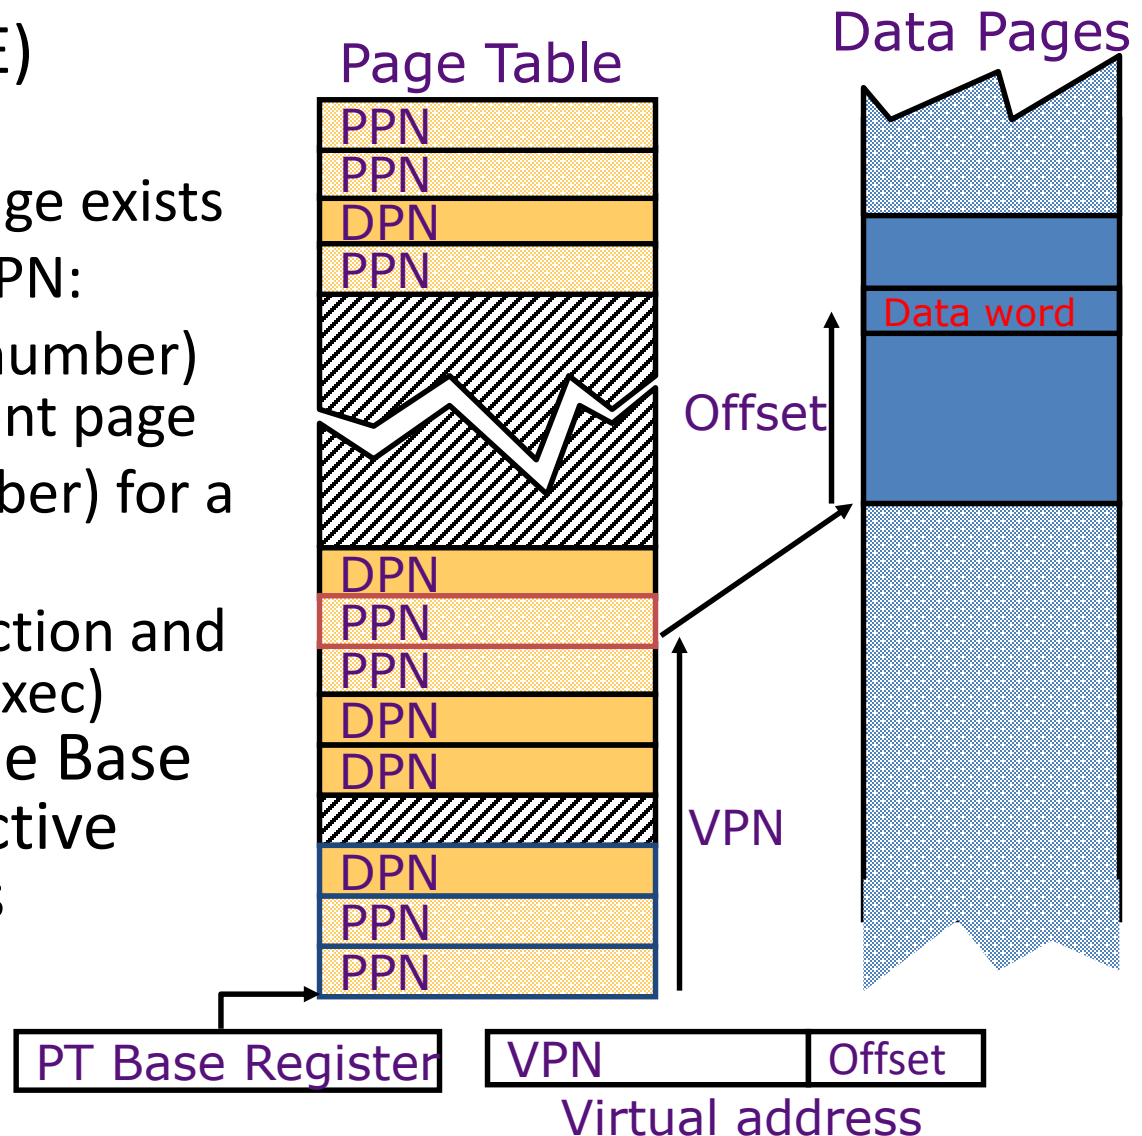 E)
ge exists
PN:
number)
nt page
ber) for a
ction and
xec)
e Base
ctive
s
Page Table
PPN
PPN
DPN
PPN
DPN
PPN
PPN
DPN
DPN
DPN
PPN
PPN
PT Base Register
Data Pages
Data word
Offset
VPN
VPN Offset
Virtual address